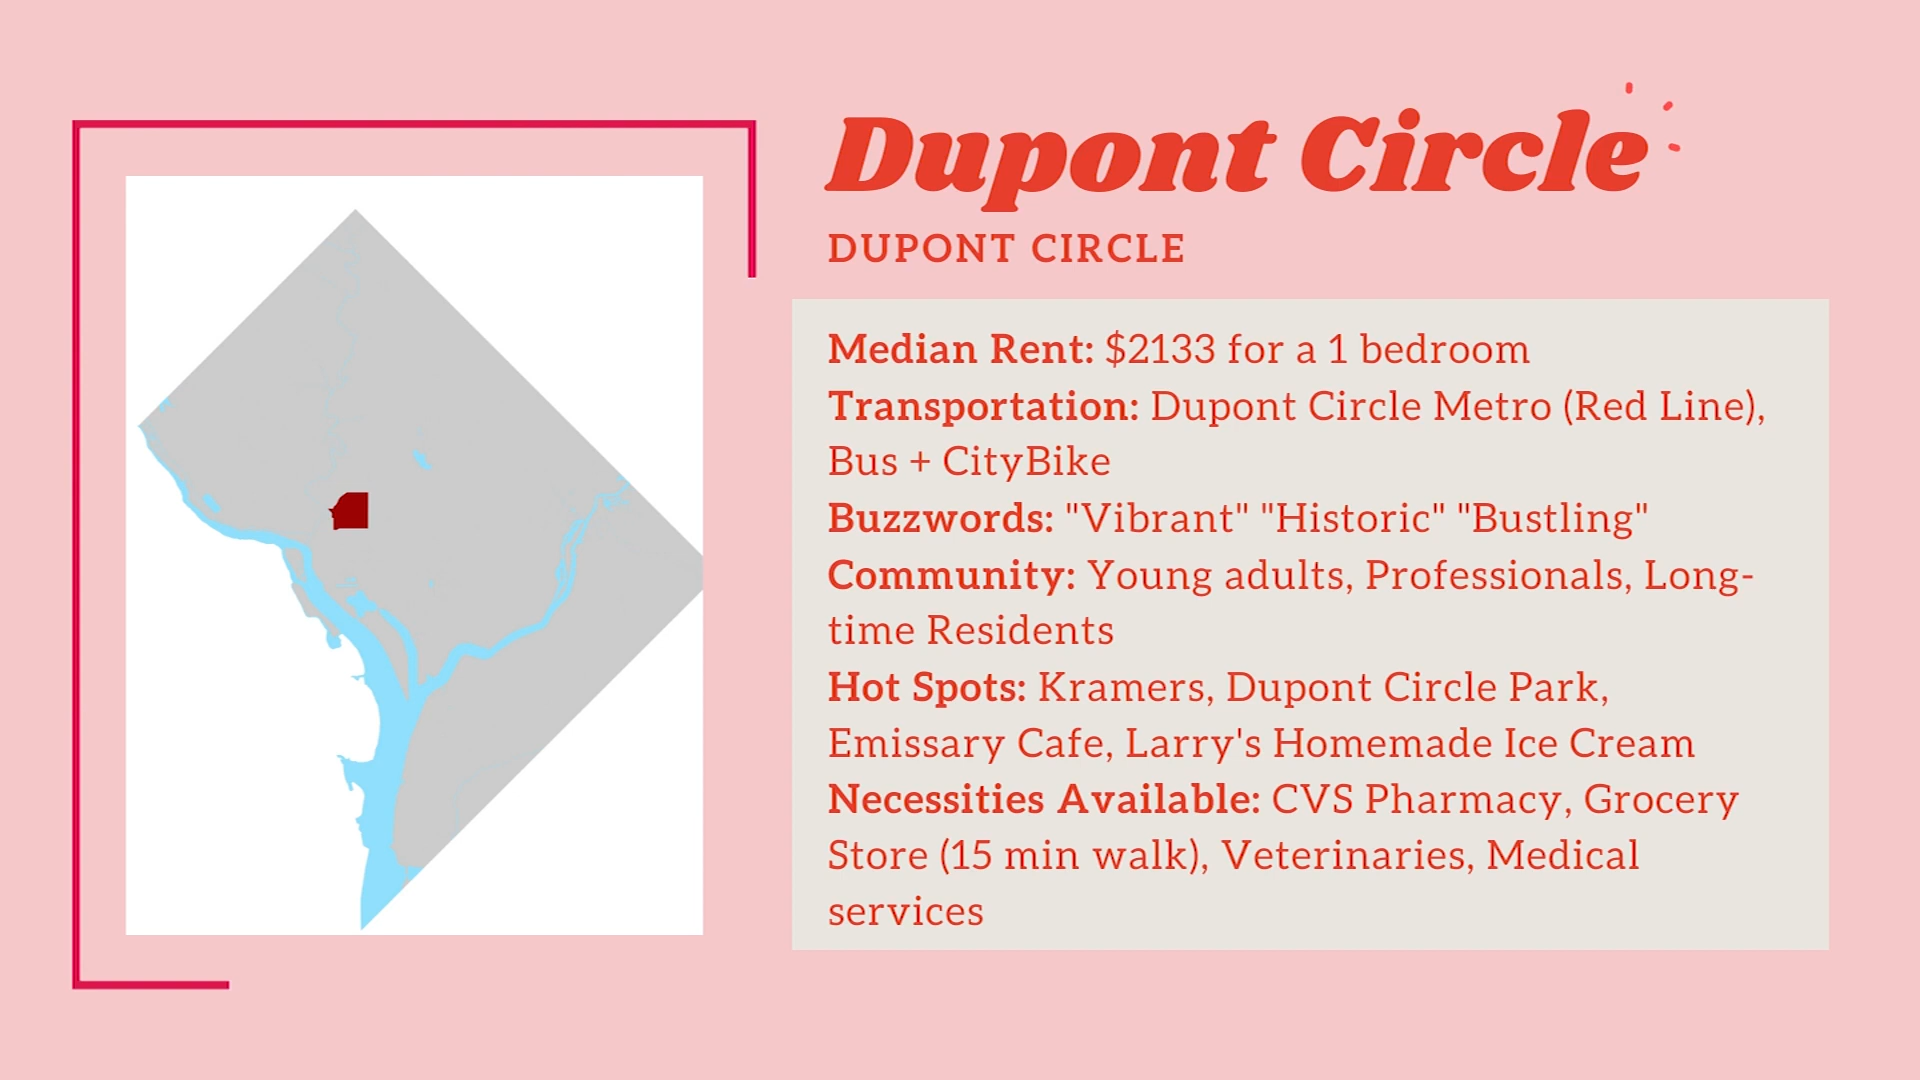 Dupont Circle
DUPONT CIRCLE
Median Rent: $2133 for a 1 bedroom
Transportation: Dupont Circle Metro (Red Line),
Bus + CityBike
Buzzwords: "Vibrant" "Historic" "Bustling"
Community: Young adults, Professionals, Long-
time Residents
Hot Spots: Kramers, Dupont Circle Park,
Emissary Cafe, Larry's Homemade Ice Cream
Necessities Available: CVS Pharmacy, Grocery
Store (15 min walk), Veterinaries, Medical
services